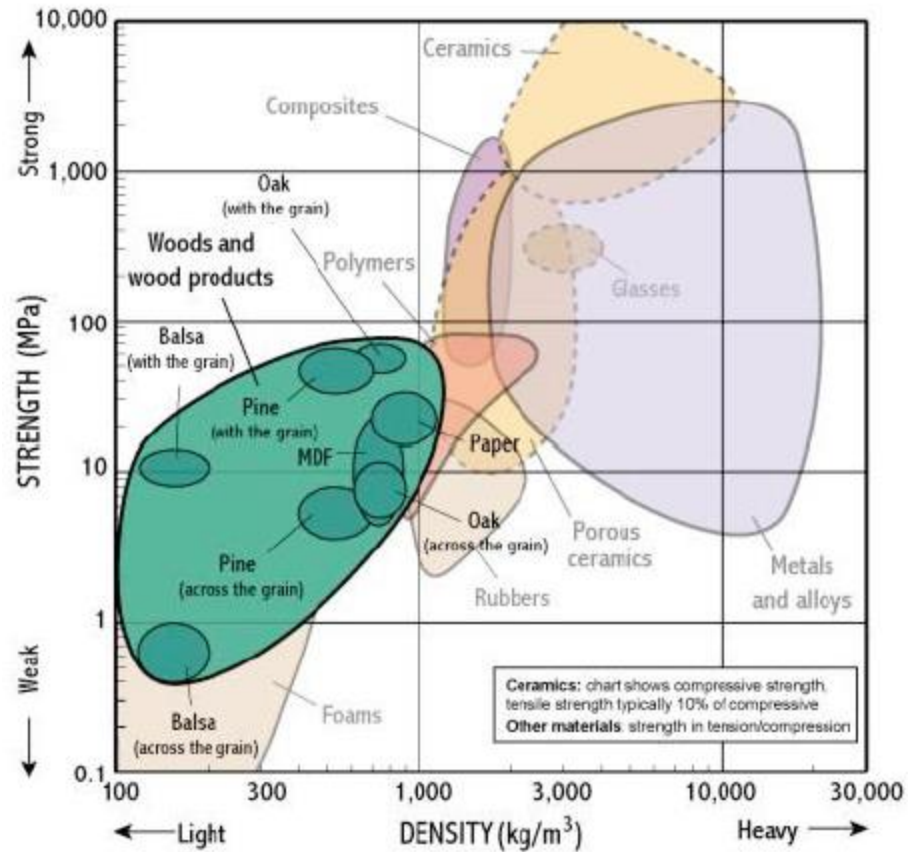 10,000
Ceramics
Composites
Strong
1,000
Oak
(with the grain)
Woods and
wood products
Polymers
Glasses
STRENGTH (MPa)
100
Balsa
(with the grain)
Pine
(with the grain)
MDF
Paper
10
Oak
(across the grain)
Porous
ceramics
Pine
(across the grain)
Rubbers
Metals
and alloys
1
Weak
Ceramics: chart shows compressive strength,
tensile strength typically 10% of compressive
Other materials: strength in tension/compression
Foams
Balsa
(across the grain)
0.1
100
300
1,000
3,000
10,000
30,000
Light
DENSITY (kg/m³)
Heavy